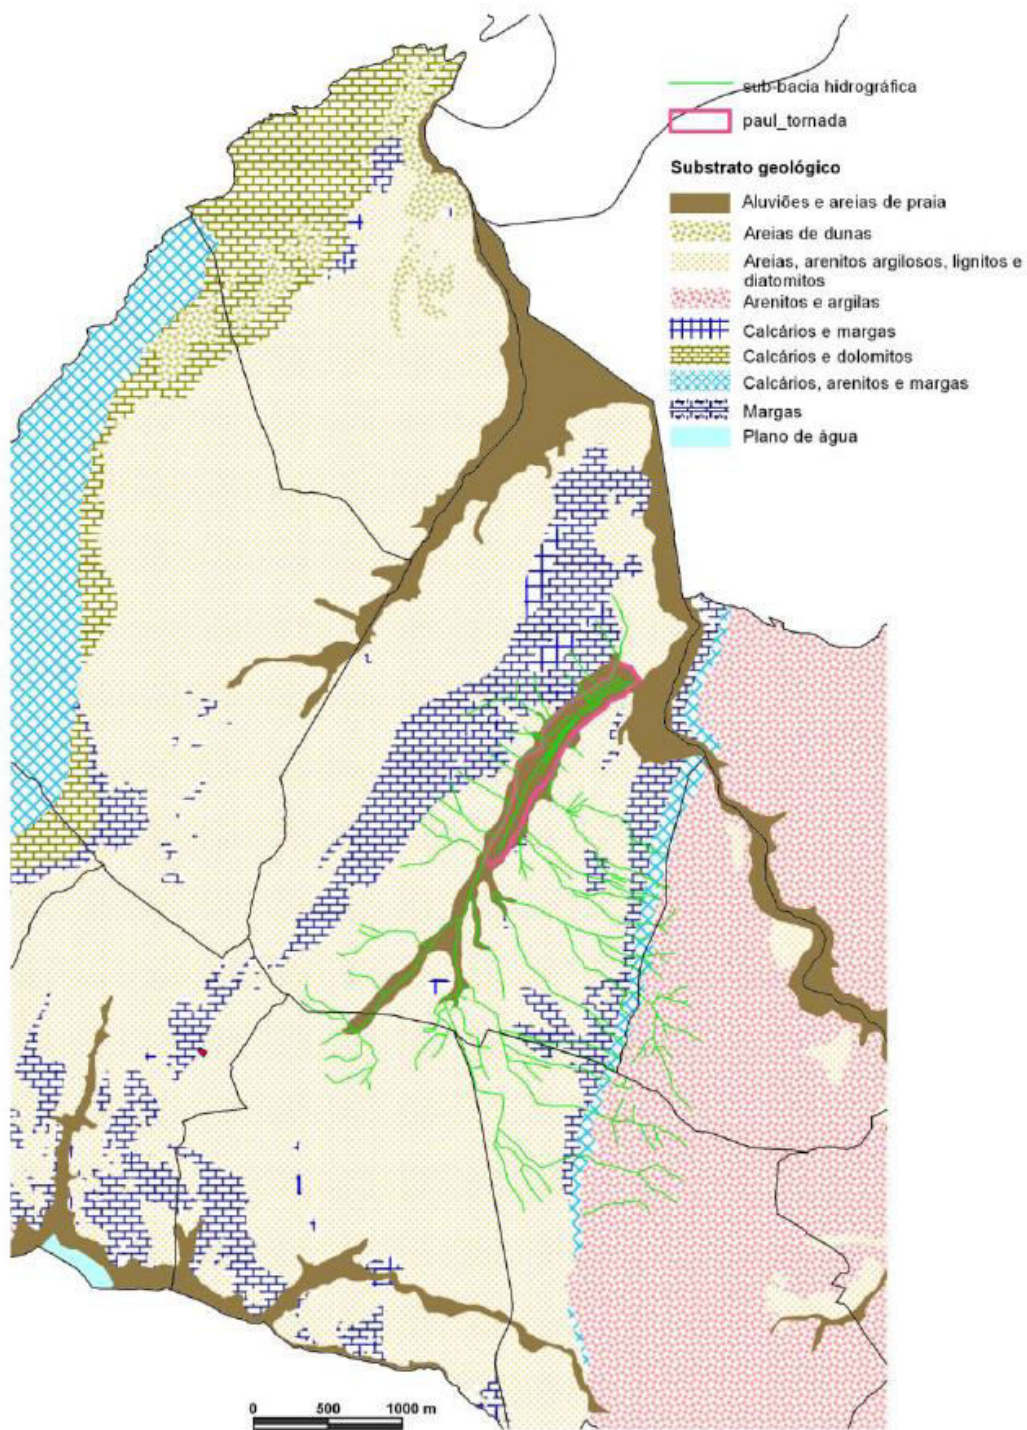 sub-bacia hidrográfica
paul_tornada
Substrato geológico
Aluviões e areias de praia
Areias de dunas
Areias, arenitos argilosos, lignitos e
diatomitos
Arenitos e argilas
Calcários e margas
Calcários e dolomitos
Calcários, arenitos e margas
Margas
Plano de água
0 500 1000 m